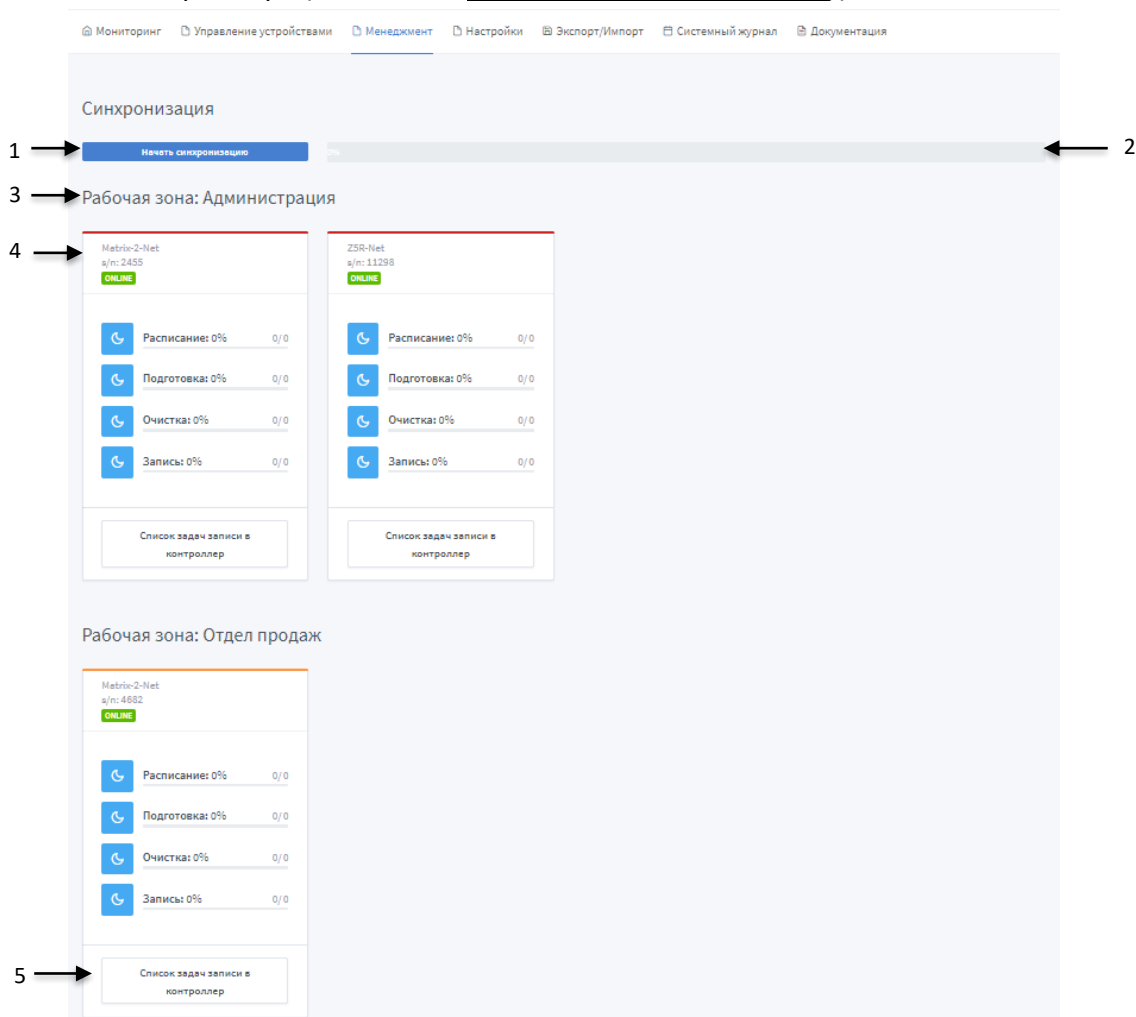 Мониторинг Управление устройствами Менеджмент Настройки Экспорт/Импорт Системный журнал Документация
Синхронизация
1 Начать синхронизацию 0% 2
3 Рабочая зона: Администрация
4 Matrix-2-Net Z5R-Net
s/n: 2455 s/n: 11298
ONLINE ONLINE
Расписание: 0% 0/0 Расписание: 0% 0/0
Подготовка: 0% 0/0 Подготовка: 0% 0/0
Очистка: 0% 0/0 Очистка: 0% 0/0
Запись: 0% 0/0 Запись: 0% 0/0
Список задач записи в Список задач записи в
контроллер контроллер
Рабочая зона: Отдел продаж
Matrix-2-Net
s/n: 4682
ONLINE
Расписание: 0% 0/0
Подготовка: 0% 0/0
Очистка: 0% 0/0
Запись: 0% 0/0
5 Список задач записи в
контроллер